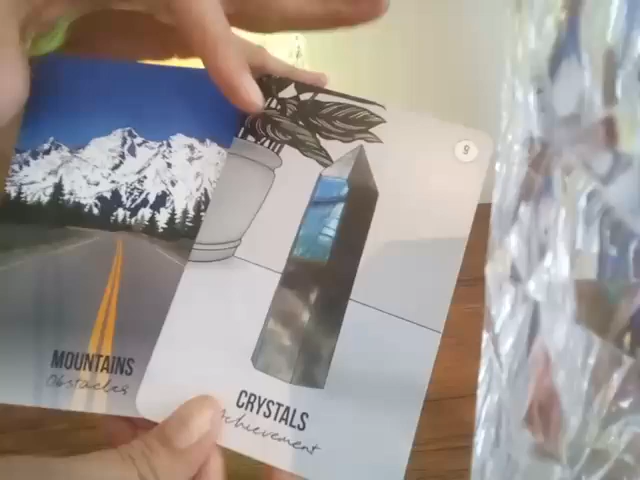 MOUNTAINS
Obstacles
9
CRYSTALS
Achievement